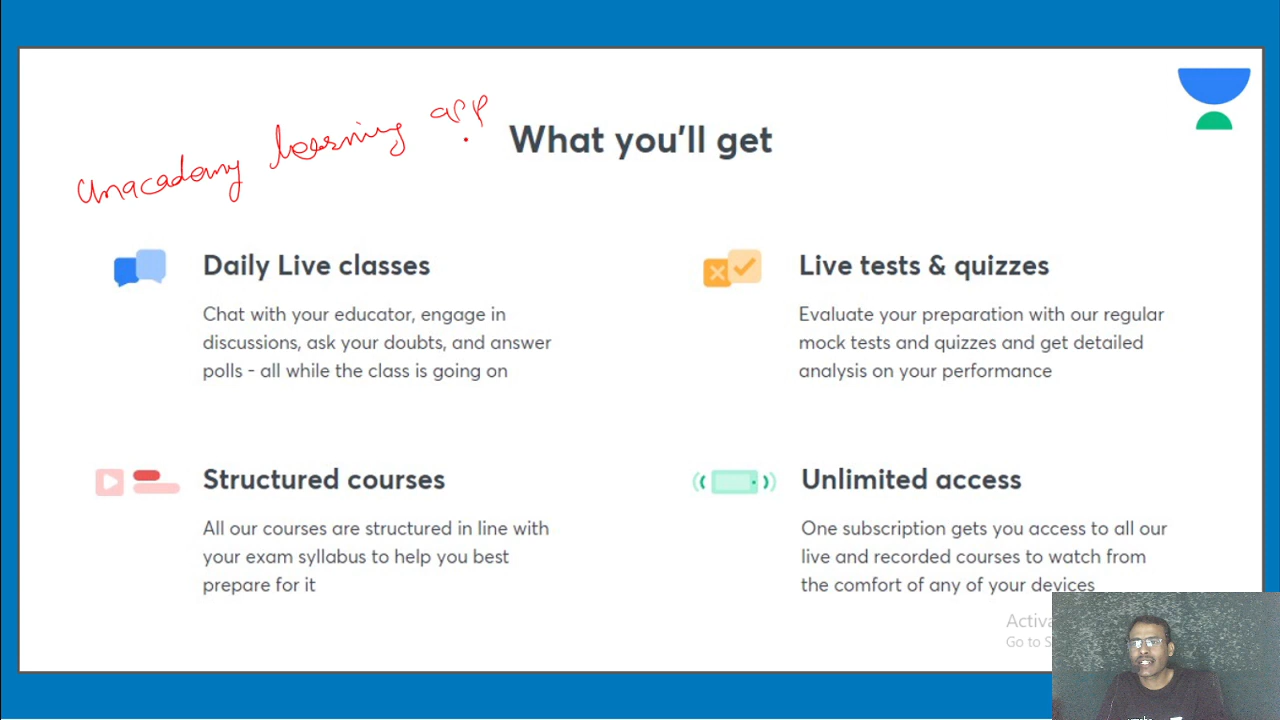 unacademy learning app
What you'll get
Daily Live classes
Chat with your educator, engage in
discussions, ask your doubts, and answer
polls - all while the class is going on
Live tests & quizzes
Evaluate your preparation with our regular
mock tests and quizzes and get detailed
analysis on your performance
Structured courses
All our courses are structured in line with
your exam syllabus to help you best
prepare for it
Unlimited access
One subscription gets you access to all our
live and recorded courses to watch from
the comfort of any of your devices
Activa
Go to S